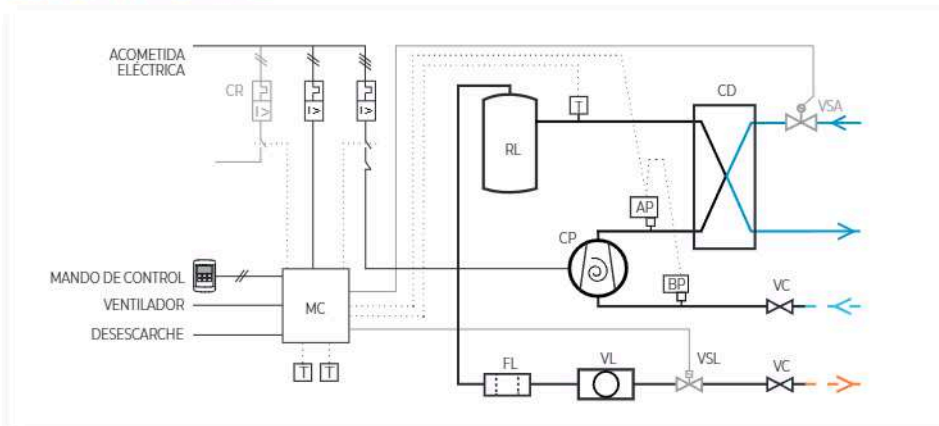 ACOMETIDA
ELÉCTRICA
CR
I>
I>
I>
CD
VSA
T
RL
AP
CP
BP
VC
MANDO DE CONTROL
VENTILADOR
DESESCARCHE
MC
T
T
FL
VL
VSL
VC